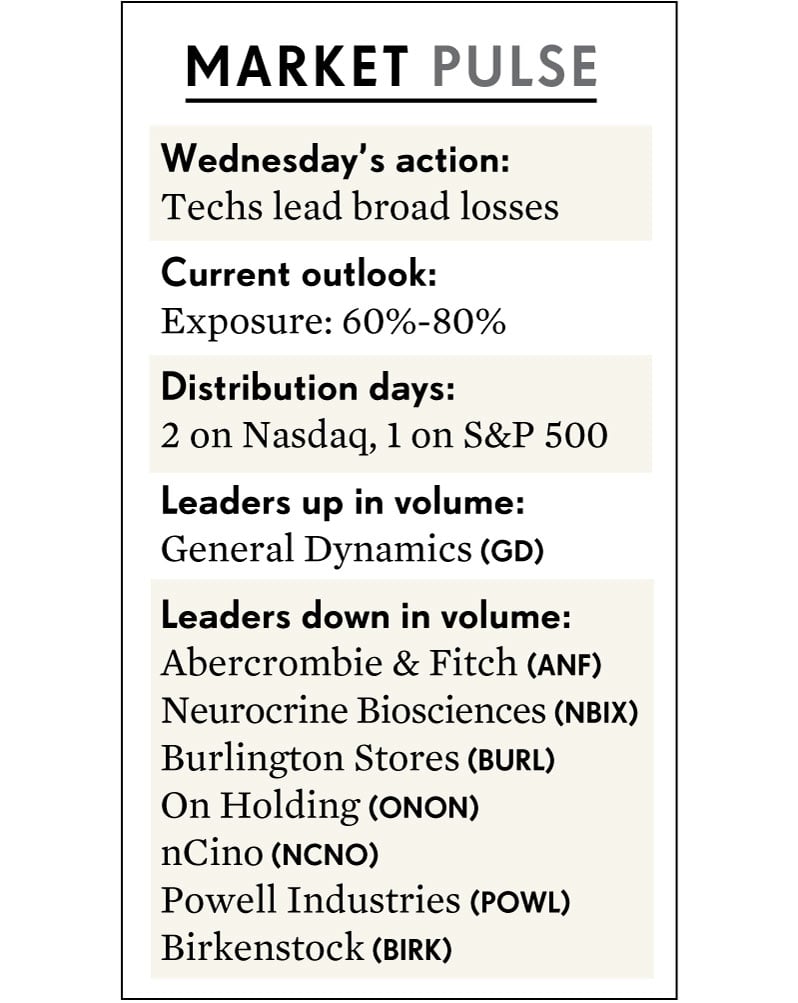 MARKET PULSE
Wednesday’s action:
Techs lead broad losses
Current outlook:
Exposure: 60%-80%
Distribution days:
2 on Nasdaq, 1 on S&P 500
Leaders up in volume:
General Dynamics (GD)
Leaders down in volume:
Abercrombie & Fitch (ANF)
Neurocrine Biosciences (NBIX)
Burlington Stores (BURL)
On Holding (ONON)
nCino (NCNO)
Powell Industries (POWL)
Birkenstock (BIRK)